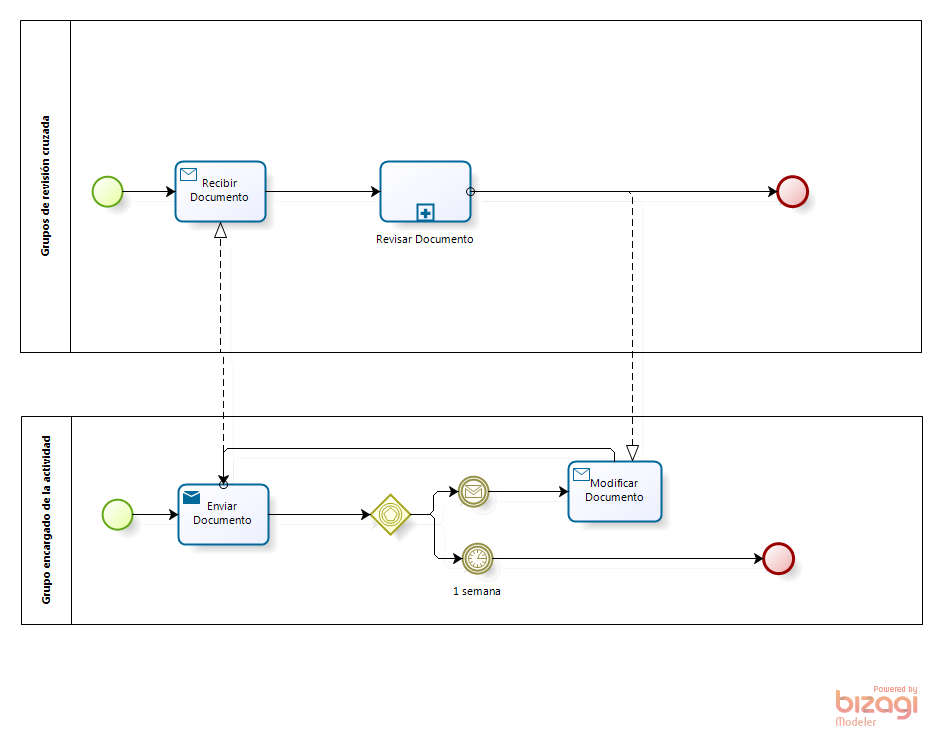 Grupos de revisión cruzada
Recibir
Documento
Revisar Documento
Grupo encargado de la actividad
Enviar
Documento
Modificar
Documento
1 semana
Powered by
bizagi
Modeler